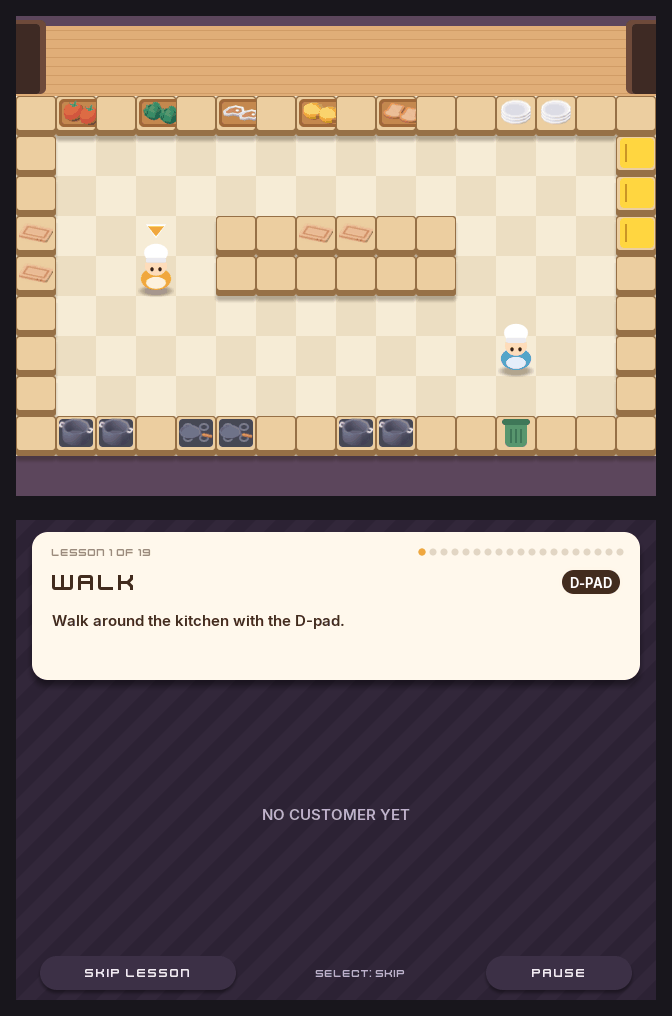 LESSON 1 OF 19
WALK
D-PAD
Walk around the kitchen with the D-pad.
NO CUSTOMER YET
SKIP LESSON
SELECT: SKIP
PAUSE